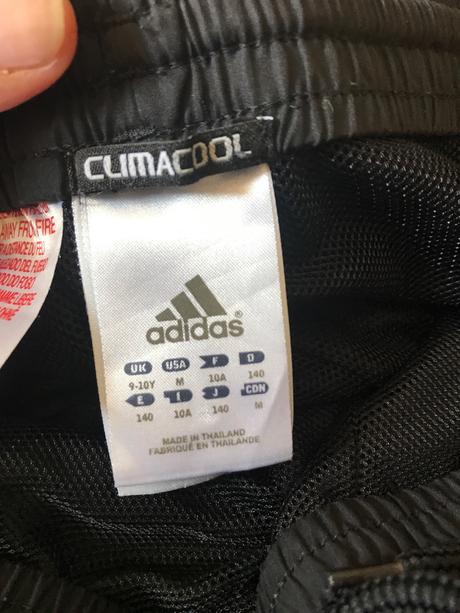 CLIMACOOL
AWAY FROM FIRE
adidas®
UK USA F D
9-10Y M 10A 140
E I J CDN
140 10A 140 M
MADE IN THAILAND
FABRIQUÉ EN THAILANDE